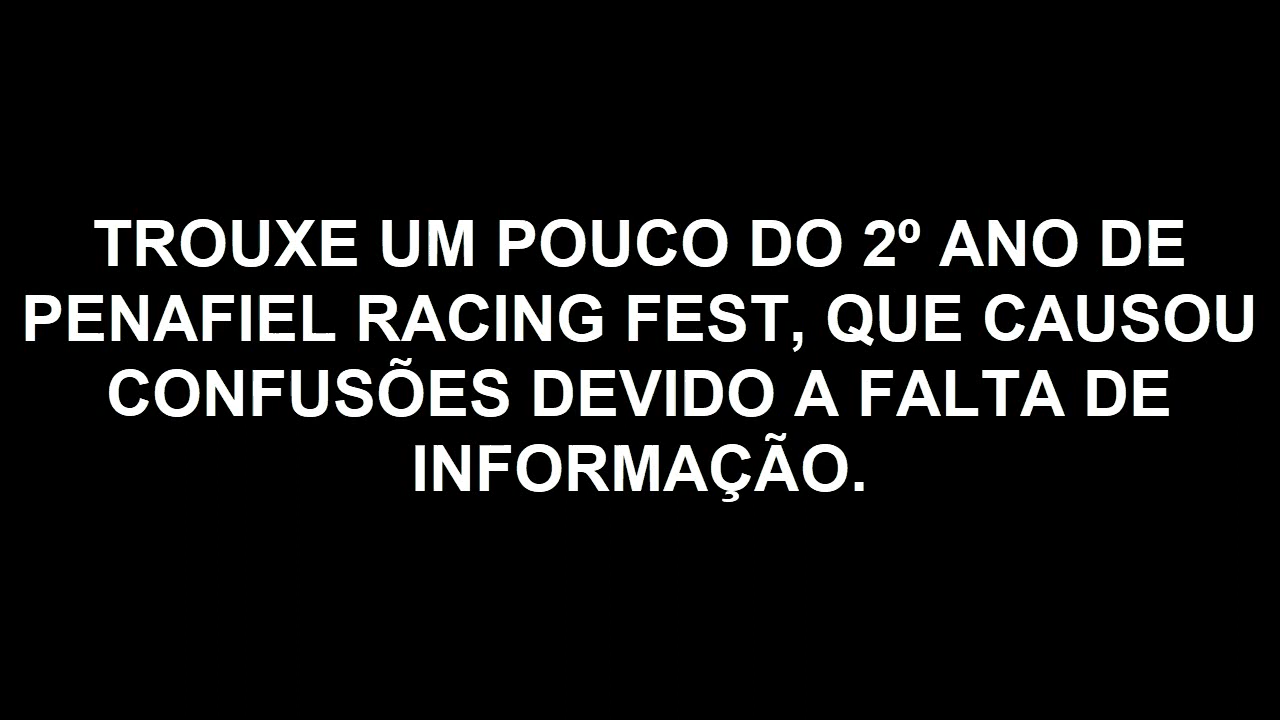 TROUXE UM POUCO DO 2º ANO DE
PENAFIEL RACING FEST, QUE CAUSOU
CONFUSÕES DEVIDO A FALTA DE
INFORMAÇÃO.